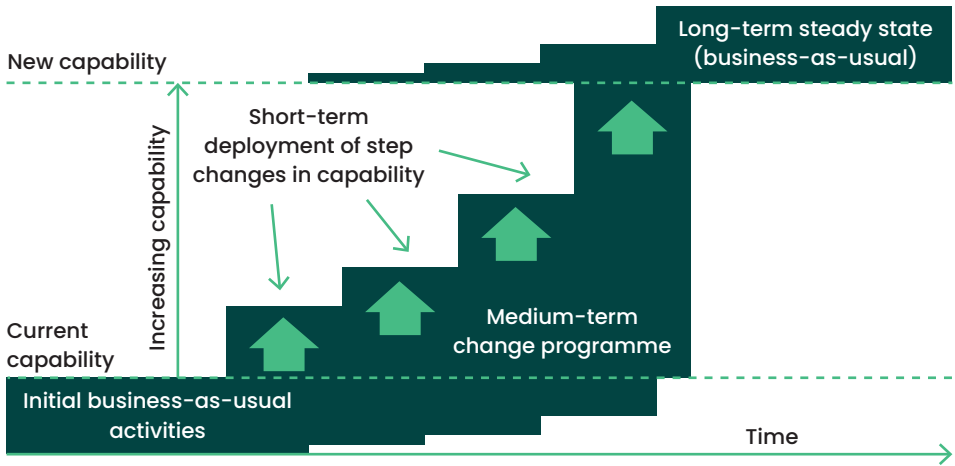 Long-term steady state
(business-as-usual)
New capability
Short-term
deployment of step
changes in capability
Increasing capability
Medium-term
change programme
Current
capability
Initial business-as-usual
activities
Time